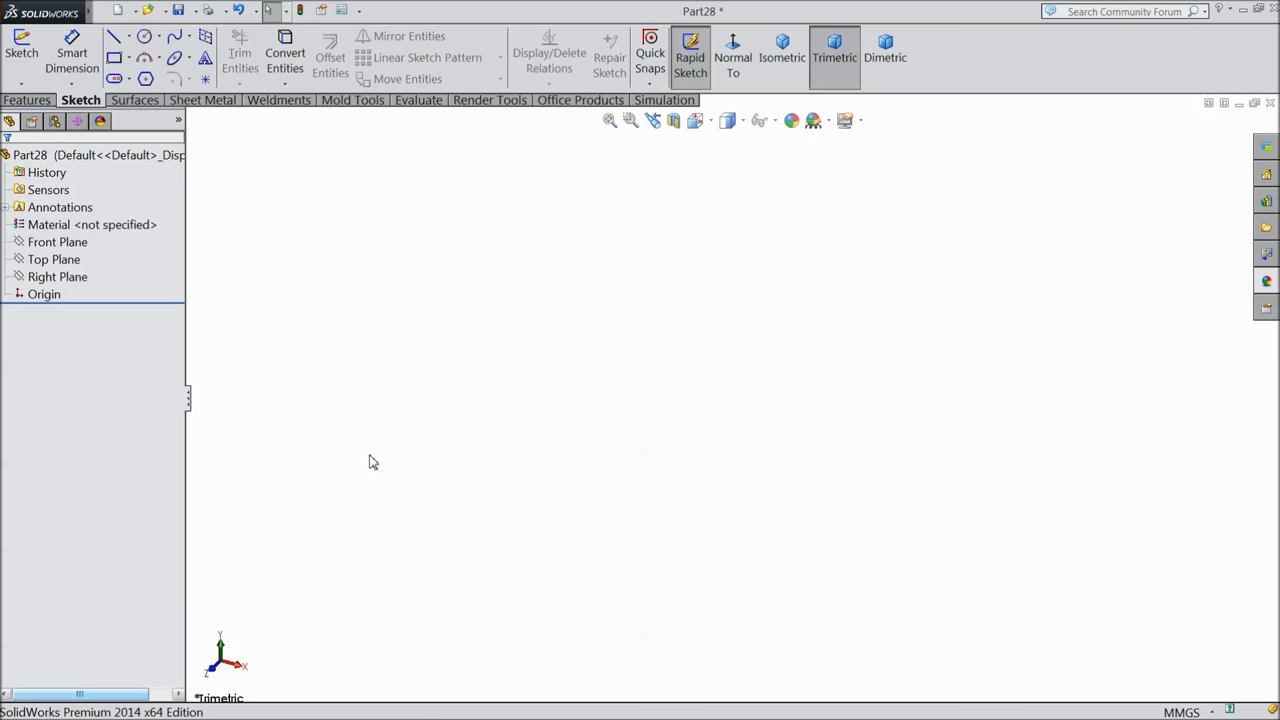 SOLIDWORKS
Part28 *
Search Community Forum
Sketch
Smart Dimension
Trim Entities
Convert Entities
Offset Entities
Mirror Entities
Linear Sketch Pattern
Move Entities
Display/Delete Relations
Repair Sketch
Quick Snaps
Rapid Sketch
Normal To
Isometric
Trimetric
Dimetric
Features Sketch Surfaces Sheet Metal Weldments Mold Tools Evaluate Render Tools Office Products Simulation
Part28 (Default<<Default>_Disp
History
Sensors
Annotations
Material <not specified>
Front Plane
Top Plane
Right Plane
Origin
Y
X
Z
*Trimetric
SolidWorks Premium 2014 x64 Edition
MMGS